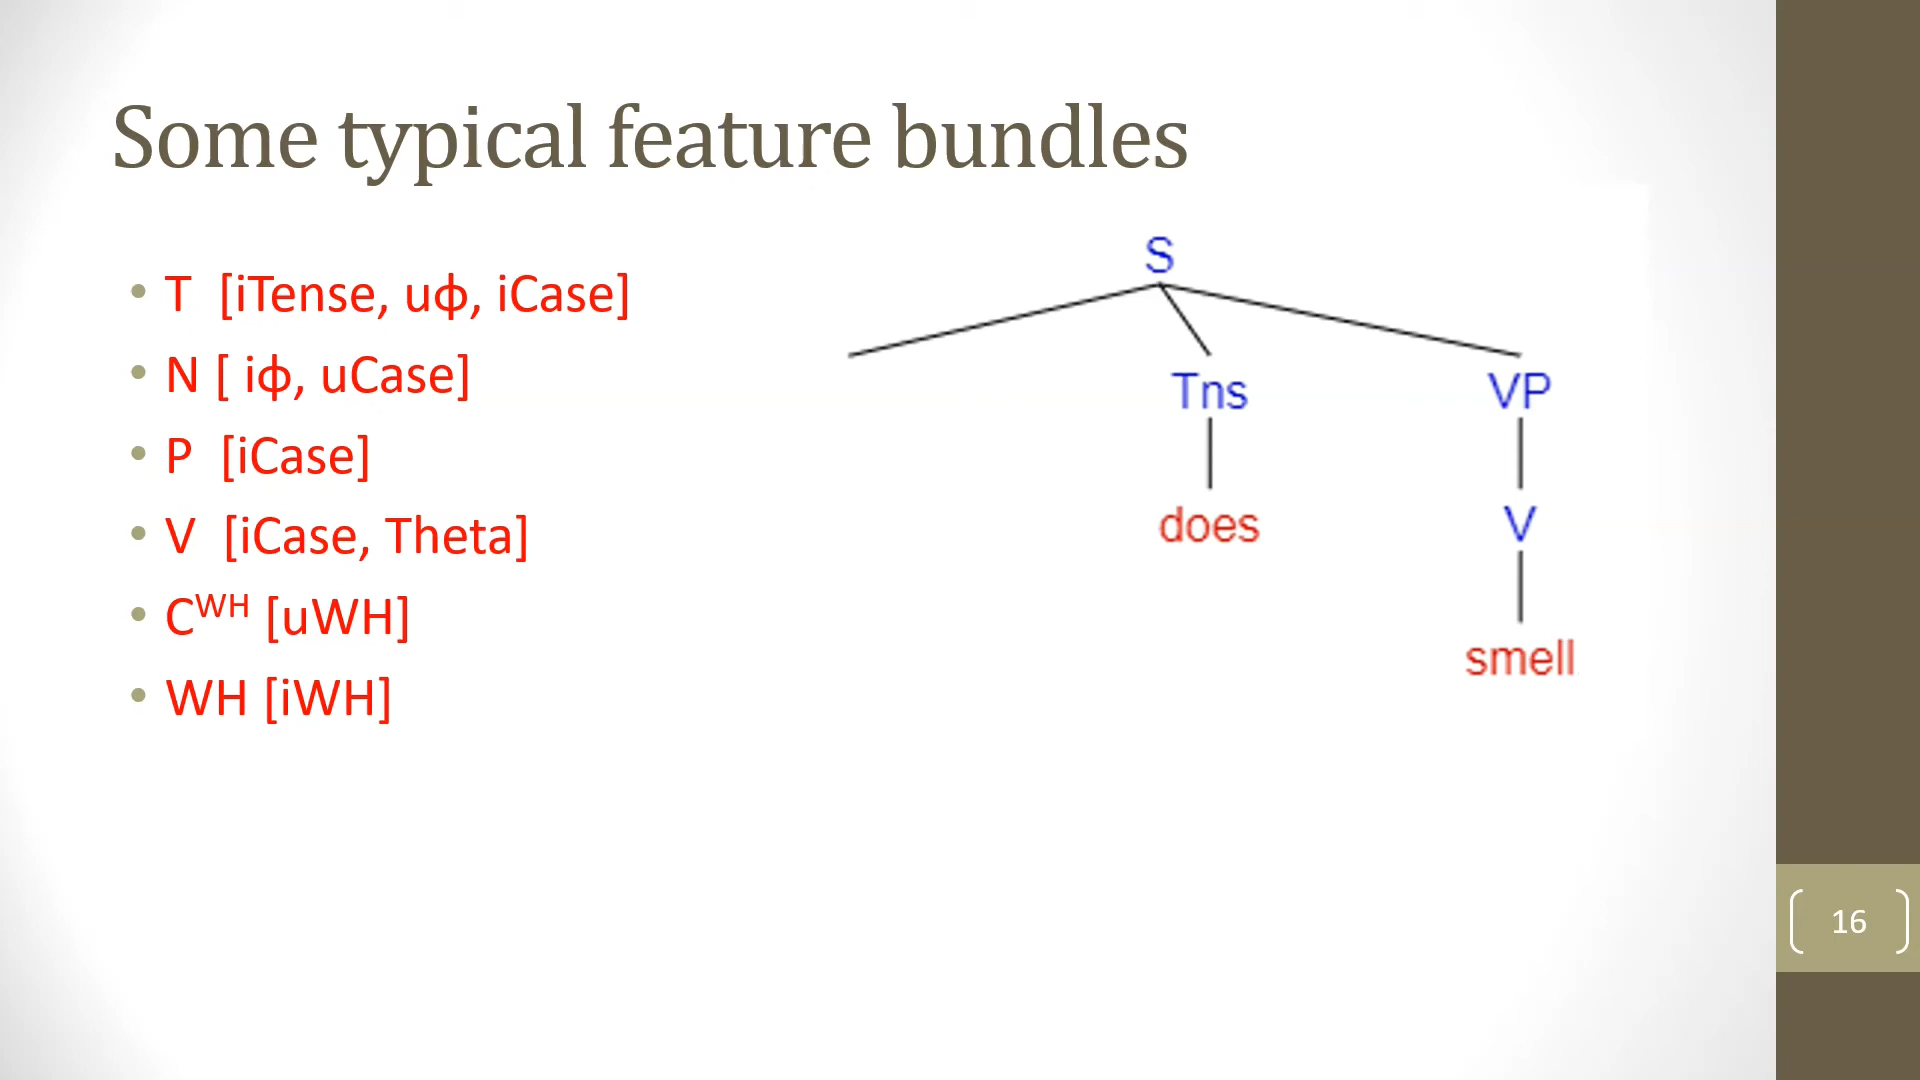 Some typical feature bundles
• T [iTense, uφ, iCase]
• N [ iφ, uCase]
• P [iCase]
• V [iCase, Theta]
• Cᵂᴴ [uWH]
• WH [iWH]
S
Tns VP
does V
smell
16